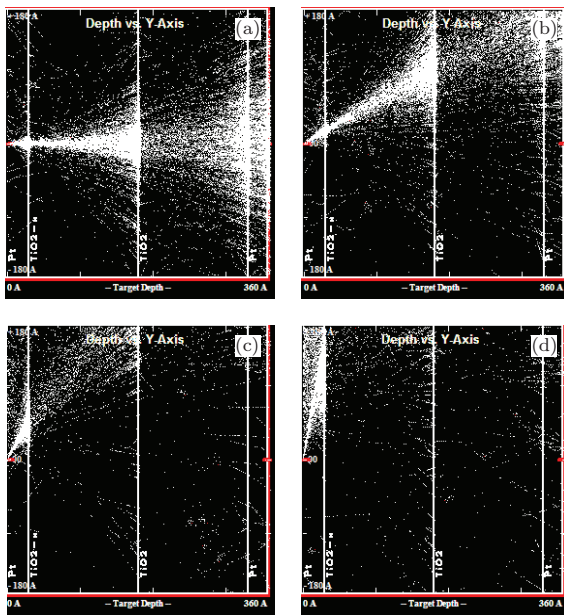 180 A
Depth vs. Y-Axis
(a)
Pt
TiO2-x
TiO2
Pt
- 180 A
0 A
-- Target Depth --
360 A
180 A
Depth vs. Y-Axis
(b)
Pt
TiO2-x
TiO2
Pt
- 180 A
0 A
-- Target Depth --
360 A
180 A
Depth vs. Y-Axis
(c)
Pt
TiO2-x
TiO2
Pt
- 180 A
0 A
-- Target Depth --
360 A
180 A
Depth vs. Y-Axis
(d)
Pt
TiO2-x
TiO2
Pt
- 180 A
0 A
-- Target Depth --
360 A